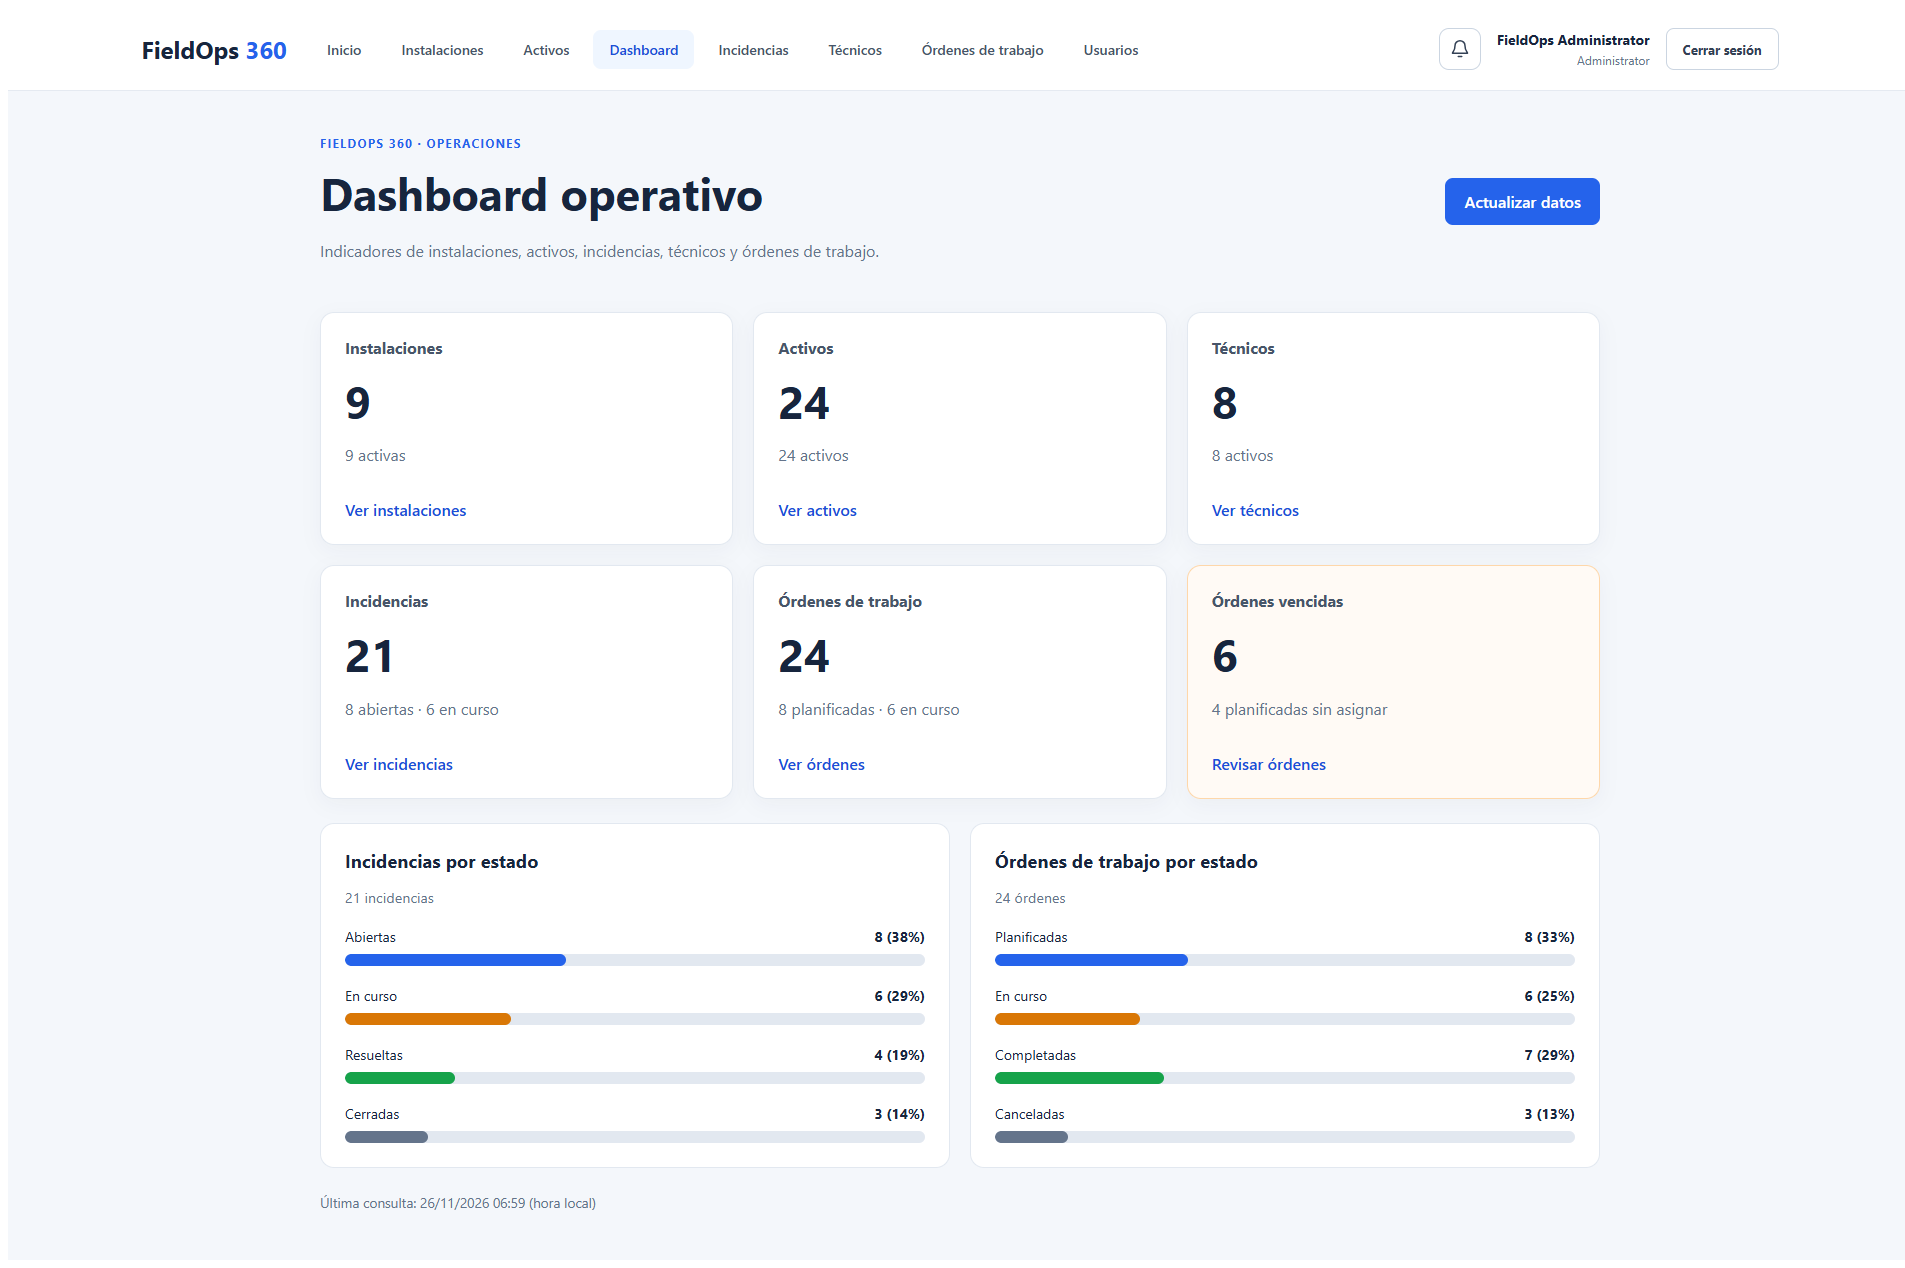 FieldOps 360 Inicio Instalaciones Activos Dashboard Incidencias Técnicos Órdenes de trabajo Usuarios FieldOps Administrator Cerrar sesión
Administrator
FIELDOPS 360 · OPERACIONES
Dashboard operativo
Actualizar datos
Indicadores de instalaciones, activos, incidencias, técnicos y órdenes de trabajo.
Instalaciones
9
9 activas
Ver instalaciones
Activos
24
24 activos
Ver activos
Técnicos
8
8 activos
Ver técnicos
Incidencias
21
8 abiertas · 6 en curso
Ver incidencias
Órdenes de trabajo
24
8 planificadas · 6 en curso
Ver órdenes
Órdenes vencidas
6
4 planificadas sin asignar
Revisar órdenes
Incidencias por estado
21 incidencias
Abiertas 8 (38%)
En curso 6 (29%)
Resueltas 4 (19%)
Cerradas 3 (14%)
Órdenes de trabajo por estado
24 órdenes
Planificadas 8 (33%)
En curso 6 (25%)
Completadas 7 (29%)
Canceladas 3 (13%)
Última consulta: 26/11/2026 06:59 (hora local)